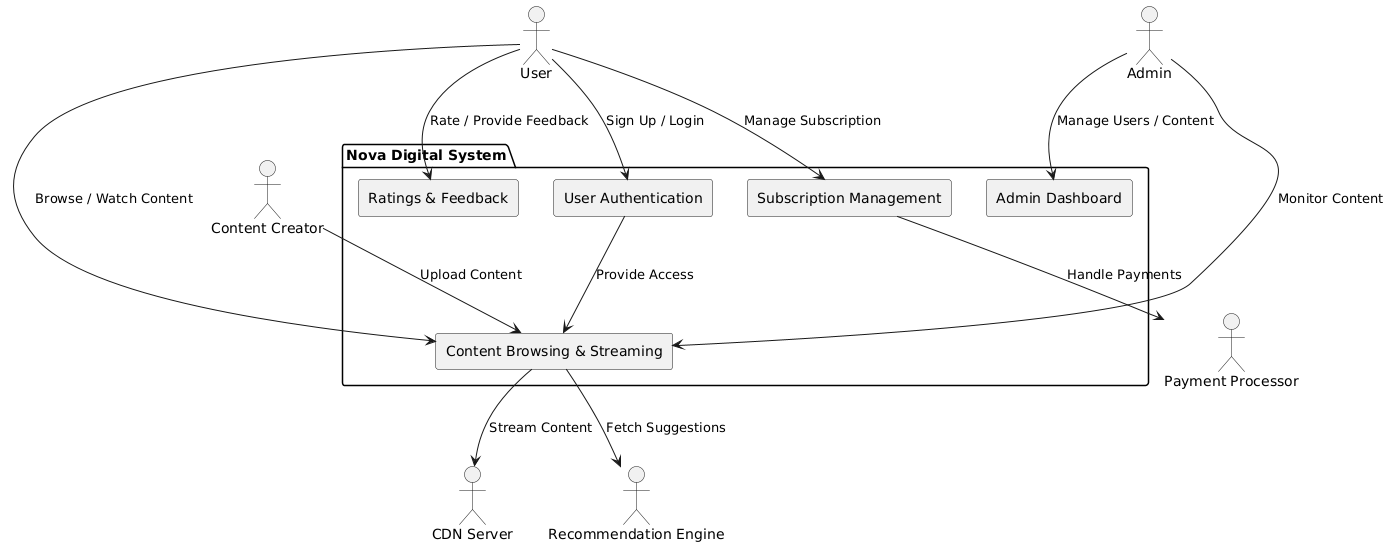 User
Admin
Rate / Provide Feedback
Sign Up / Login
Manage Subscription
Manage Users / Content
Nova Digital System
Browse / Watch Content
Content Creator
Ratings & Feedback
User Authentication
Subscription Management
Admin Dashboard
Monitor Content
Upload Content
Provide Access
Handle Payments
Content Browsing & Streaming
Payment Processor
Stream Content
Fetch Suggestions
CDN Server
Recommendation Engine